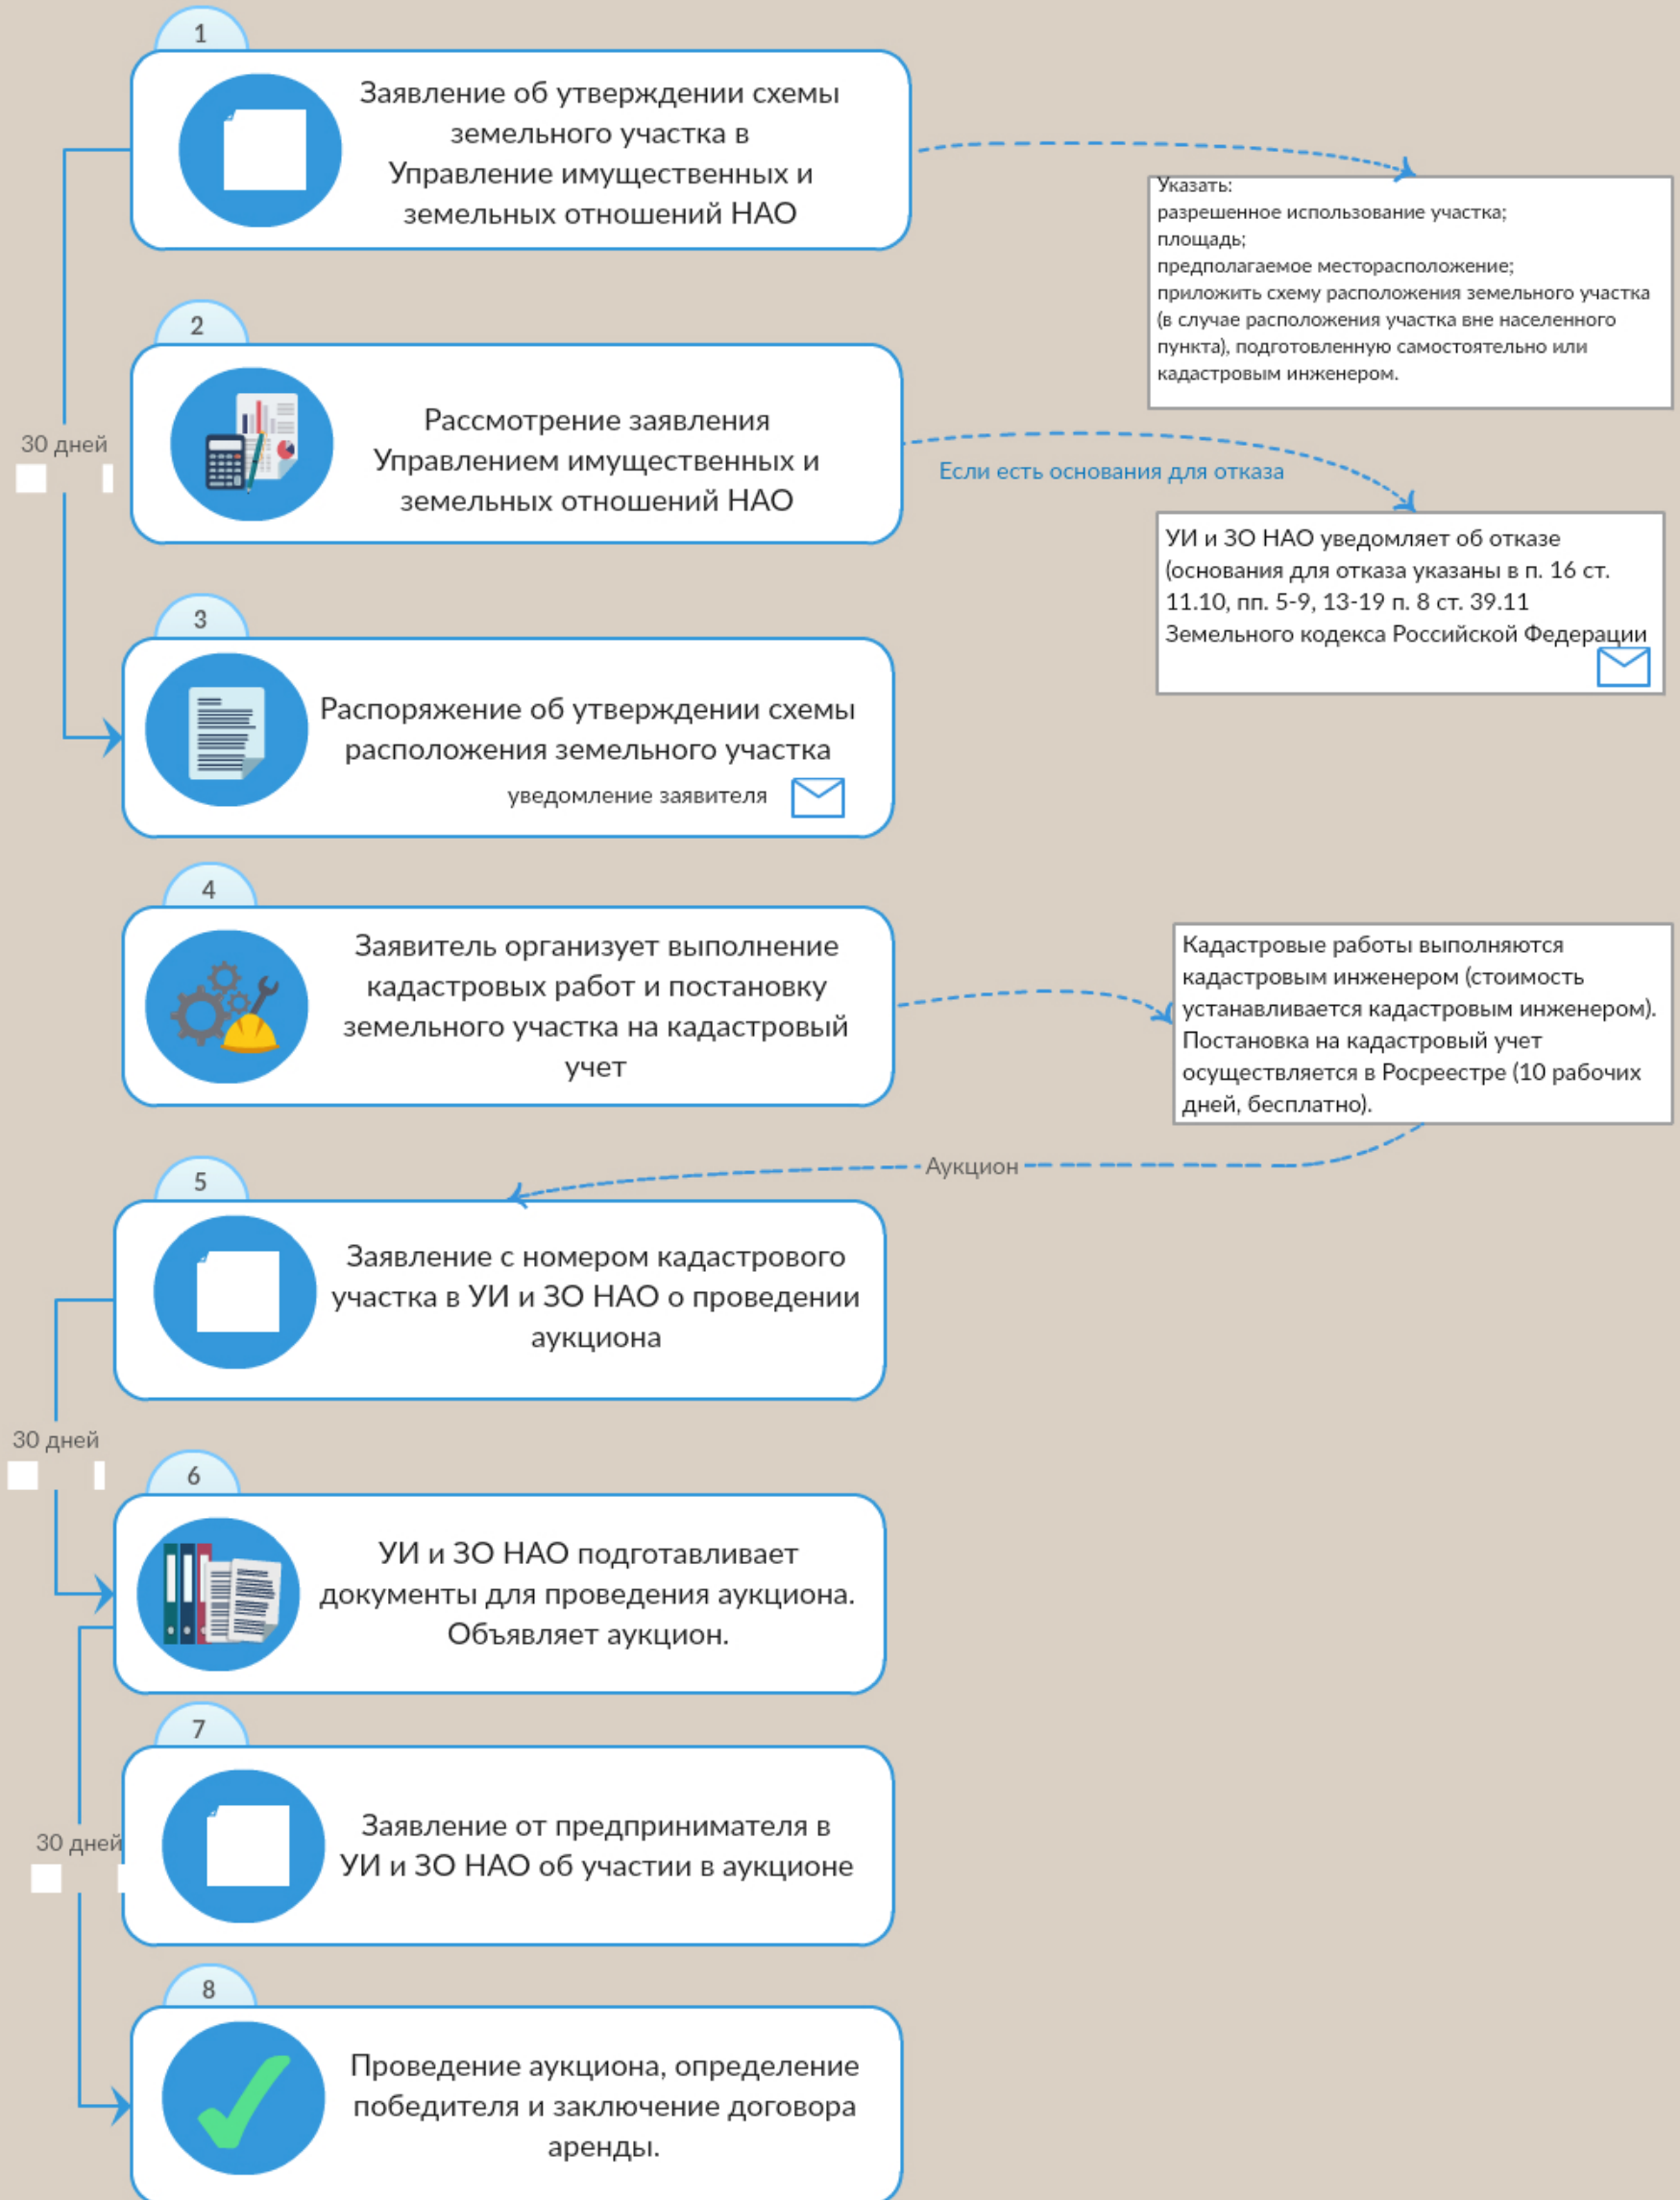 1
Заявление об утверждении схемы
земельного участка в
Управление имущественных и
земельных отношений НАО
Указать:
разрешенное использование участка;
площадь;
предполагаемое месторасположение;
приложить схему расположения земельного участка
(в случае расположения участка вне населенного
пункта), подготовленную самостоятельно или
кадастровым инженером.
30 дней
2
Рассмотрение заявления
Управлением имущественных и
земельных отношений НАО
Если есть основания для отказа
УИ и ЗО НАО уведомляет об отказе
(основания для отказа указаны в п. 16 ст.
11.10, пп. 5-9, 13-19 п. 8 ст. 39.11
Земельного кодекса Российской Федерации
3
Распоряжение об утверждении схемы
расположения земельного участка
уведомление заявителя
4
Заявитель организует выполнение
кадастровых работ и постановку
земельного участка на кадастровый
учет
Кадастровые работы выполняются
кадастровым инженером (стоимость
устанавливается кадастровым инженером).
Постановка на кадастровый учет
осуществляется в Росреестре (10 рабочих
дней, бесплатно).
Аукцион
5
Заявление с номером кадастрового
участка в УИ и ЗО НАО о проведении
аукциона
30 дней
6
УИ и ЗО НАО подготавливает
документы для проведения аукциона.
Объявляет аукцион.
7
Заявление от предпринимателя в
УИ и ЗО НАО об участии в аукционе
30 дней
8
Проведение аукциона, определение
победителя и заключение договора
аренды.